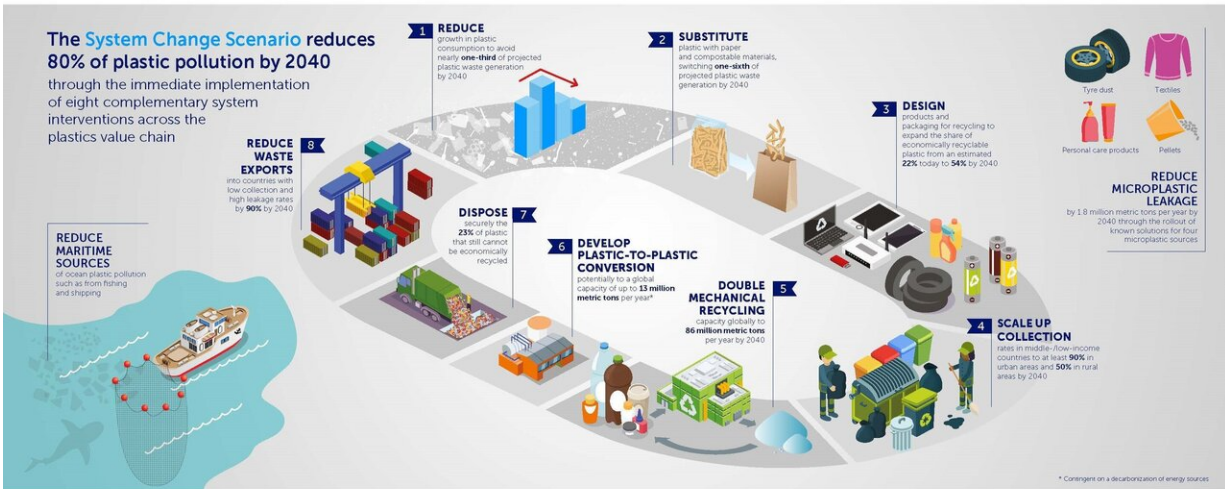 The System Change Scenario reduces
80% of plastic pollution by 2040
through the immediate implementation
of eight complementary system
interventions across the
plastics value chain
1
REDUCE
growth in plastic
consumption to avoid
nearly one-third of projected
plastic waste generation
by 2040
2
SUBSTITUTE
plastic with paper
and compostable materials,
switching one-sixth of
projected plastic waste
generation by 2040
3
DESIGN
products and
packaging for recycling to
expand the share of
economically recyclable
plastic from an estimated
22% today to 54% by 2040
4
SCALE UP
COLLECTION
rates in middle-/low-income
countries to at least 90% in
urban areas and 50% in rural
areas by 2040
5
DOUBLE
MECHANICAL
RECYCLING
capacity globally to
86 million metric tons
per year by 2040
6
DEVELOP
PLASTIC-TO-PLASTIC
CONVERSION
potentially to a global
capacity of up to 13 million
metric tons per year*
7
DISPOSE
securely the
23% of plastic
that still cannot
be economically
recycled
8
REDUCE
WASTE
EXPORTS
into countries with
low collection and
high leakage rates
by 90% by 2040
REDUCE
MARITIME
SOURCES
of ocean plastic pollution
such as from fishing
and shipping
Tyre dust
Textiles
Personal care products
Pellets
REDUCE
MICROPLASTIC
LEAKAGE
by 1.8 million metric tons per year by
2040 through the rollout of
known solutions for four
microplastic sources
* Contingent on a decarbonization of energy sources